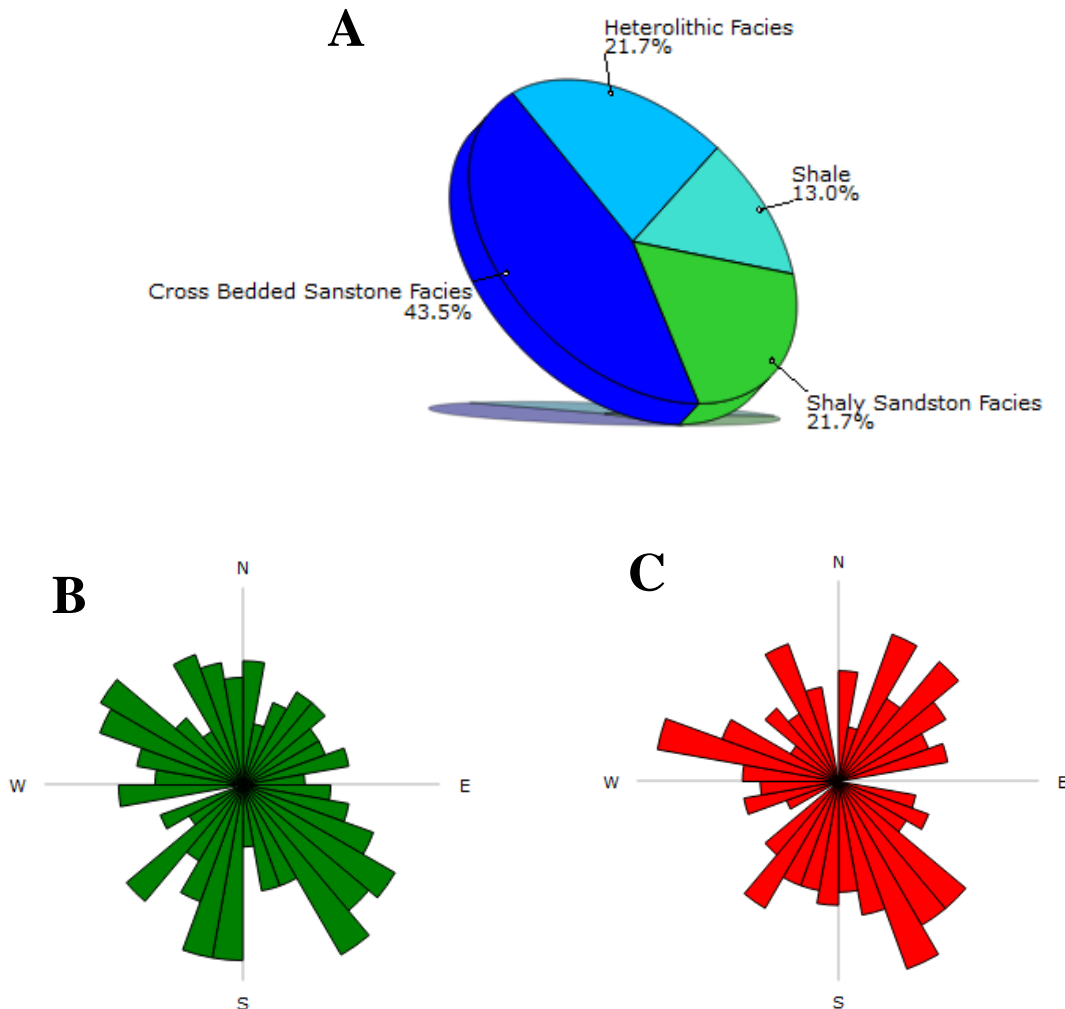 A
Heterolithic Facies
21.7%
Shale
13.0%
Cross Bedded Sanstone Facies
43.5%
Shaly Sandston Facies
21.7%
B
N
W
E
S
C
N
W
E
S